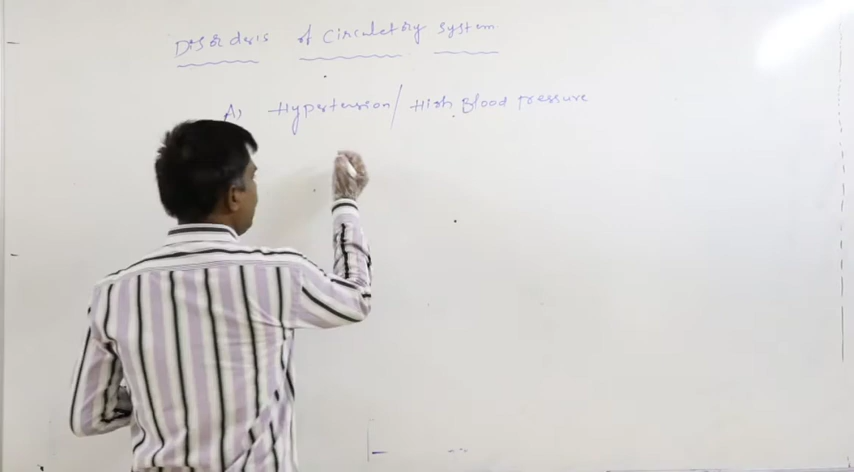 Disorders of Circulatory System
A) Hypertension / High Blood Pressure